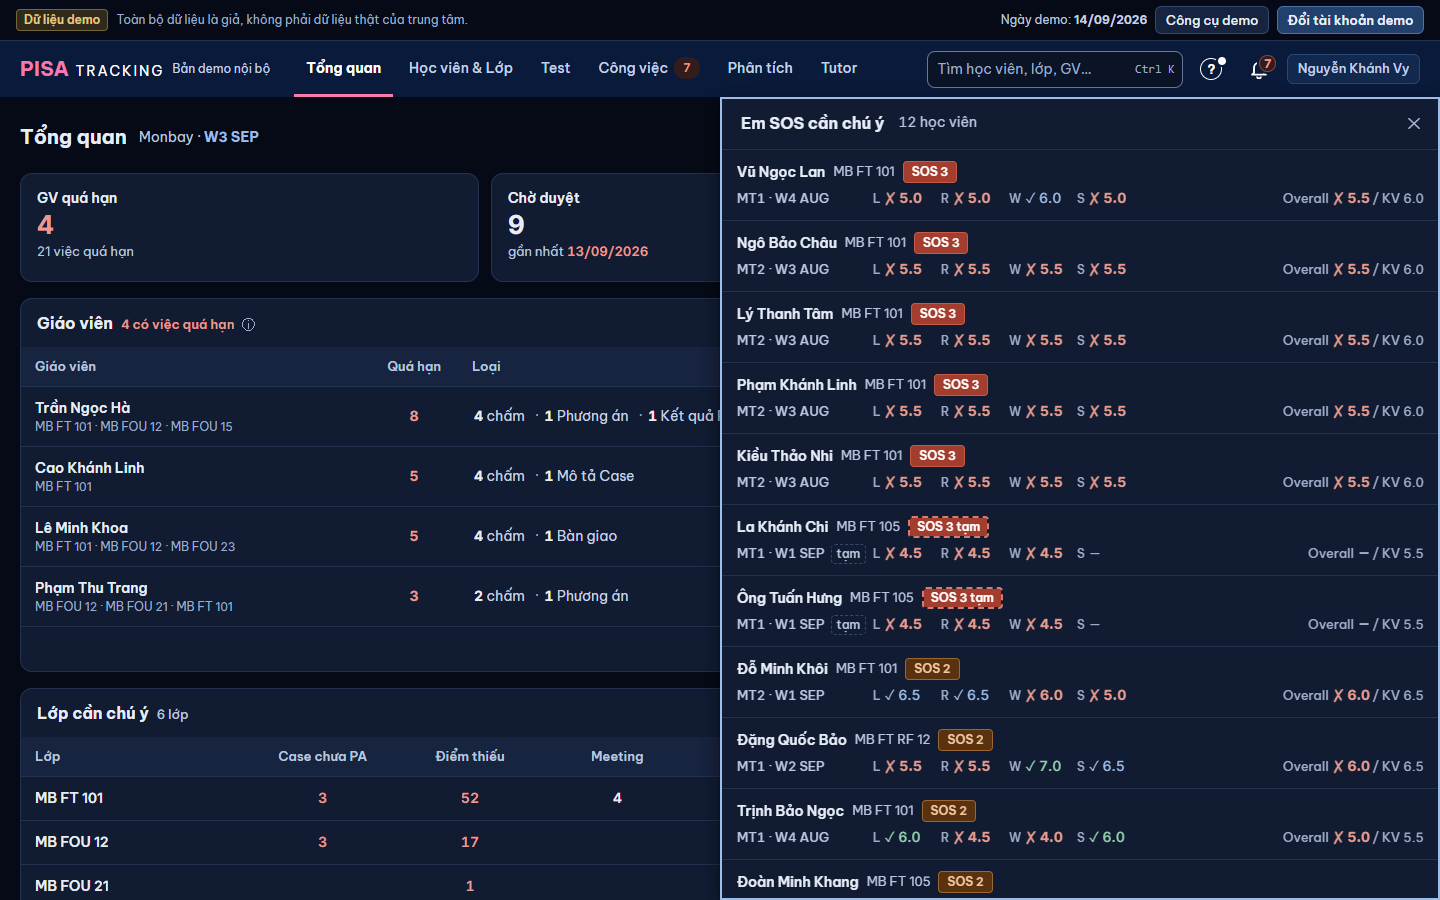 Dữ liệu demo Toàn bộ dữ liệu là giả, không phải dữ liệu thật của trung tâm. Ngày demo: 14/09/2026 Công cụ demo Đổi tài khoản demo
PISA TRACKING Bản demo nội bộ Tổng quan Học viên & Lớp Test Công việc 7 Phân tích Tutor Tìm học viên, lớp, GV... Ctrl K ? 7 Nguyễn Khánh Vy
Tổng quan Monbay · W3 SEP
GV quá hạn
4
21 việc quá hạn
Chờ duyệt
9
gần nhất 13/09/2026
Giáo viên 4 có việc quá hạn ⓘ
Giáo viên Quá hạn Loại
Trần Ngọc Hà 8 4 chấm · 1 Phương án · 1 Kết quả
MB FT 101 · MB FOU 12 · MB FOU 15
Cao Khánh Linh 5 4 chấm · 1 Mô tả Case
MB FT 101
Lê Minh Khoa 5 4 chấm · 1 Bàn giao
MB FT 101 · MB FOU 12 · MB FOU 23
Phạm Thu Trang 3 2 chấm · 1 Phương án
MB FOU 12 · MB FOU 21 · MB FT 101
Lớp cần chú ý 6 lớp
Lớp Case chưa PA Điểm thiếu Meeting
MB FT 101 3 52 4
MB FOU 12 3 17
MB FOU 21 1
Em SOS cần chú ý 12 học viên
Vũ Ngọc Lan MB FT 101 SOS 3
MT1 · W4 AUG L ✗ 5.0 R ✗ 5.0 W ✓ 6.0 S ✗ 5.0 Overall ✗ 5.5 / KV 6.0
Ngô Bảo Châu MB FT 101 SOS 3
MT2 · W3 AUG L ✗ 5.5 R ✗ 5.5 W ✗ 5.5 S ✗ 5.5 Overall ✗ 5.5 / KV 6.0
Lý Thanh Tâm MB FT 101 SOS 3
MT2 · W3 AUG L ✗ 5.5 R ✗ 5.5 W ✗ 5.5 S ✗ 5.5 Overall ✗ 5.5 / KV 6.0
Phạm Khánh Linh MB FT 101 SOS 3
MT2 · W3 AUG L ✗ 5.5 R ✗ 5.5 W ✗ 5.5 S ✗ 5.5 Overall ✗ 5.5 / KV 6.0
Kiều Thảo Nhi MB FT 101 SOS 3
MT2 · W3 AUG L ✗ 5.5 R ✗ 5.5 W ✗ 5.5 S ✗ 5.5 Overall ✗ 5.5 / KV 6.0
La Khánh Chi MB FT 105 SOS 3 tạm
MT1 · W1 SEP tạm L ✗ 4.5 R ✗ 4.5 W ✗ 4.5 S — Overall — / KV 5.5
Ông Tuấn Hưng MB FT 105 SOS 3 tạm
MT1 · W1 SEP tạm L ✗ 4.5 R ✗ 4.5 W ✗ 4.5 S — Overall — / KV 5.5
Đỗ Minh Khôi MB FT 101 SOS 2
MT2 · W1 SEP L ✓ 6.5 R ✓ 6.5 W ✗ 6.0 S ✗ 5.0 Overall ✗ 6.0 / KV 6.5
Đặng Quốc Bảo MB FT RF 12 SOS 2
MT1 · W2 SEP L ✗ 5.5 R ✗ 5.5 W ✓ 7.0 S ✓ 6.5 Overall ✗ 6.0 / KV 6.5
Trịnh Bảo Ngọc MB FT 101 SOS 2
MT1 · W4 AUG L ✓ 6.0 R ✗ 4.5 W ✗ 4.0 S ✓ 6.0 Overall ✗ 5.0 / KV 5.5
Đoàn Minh Khang MB FT 105 SOS 2